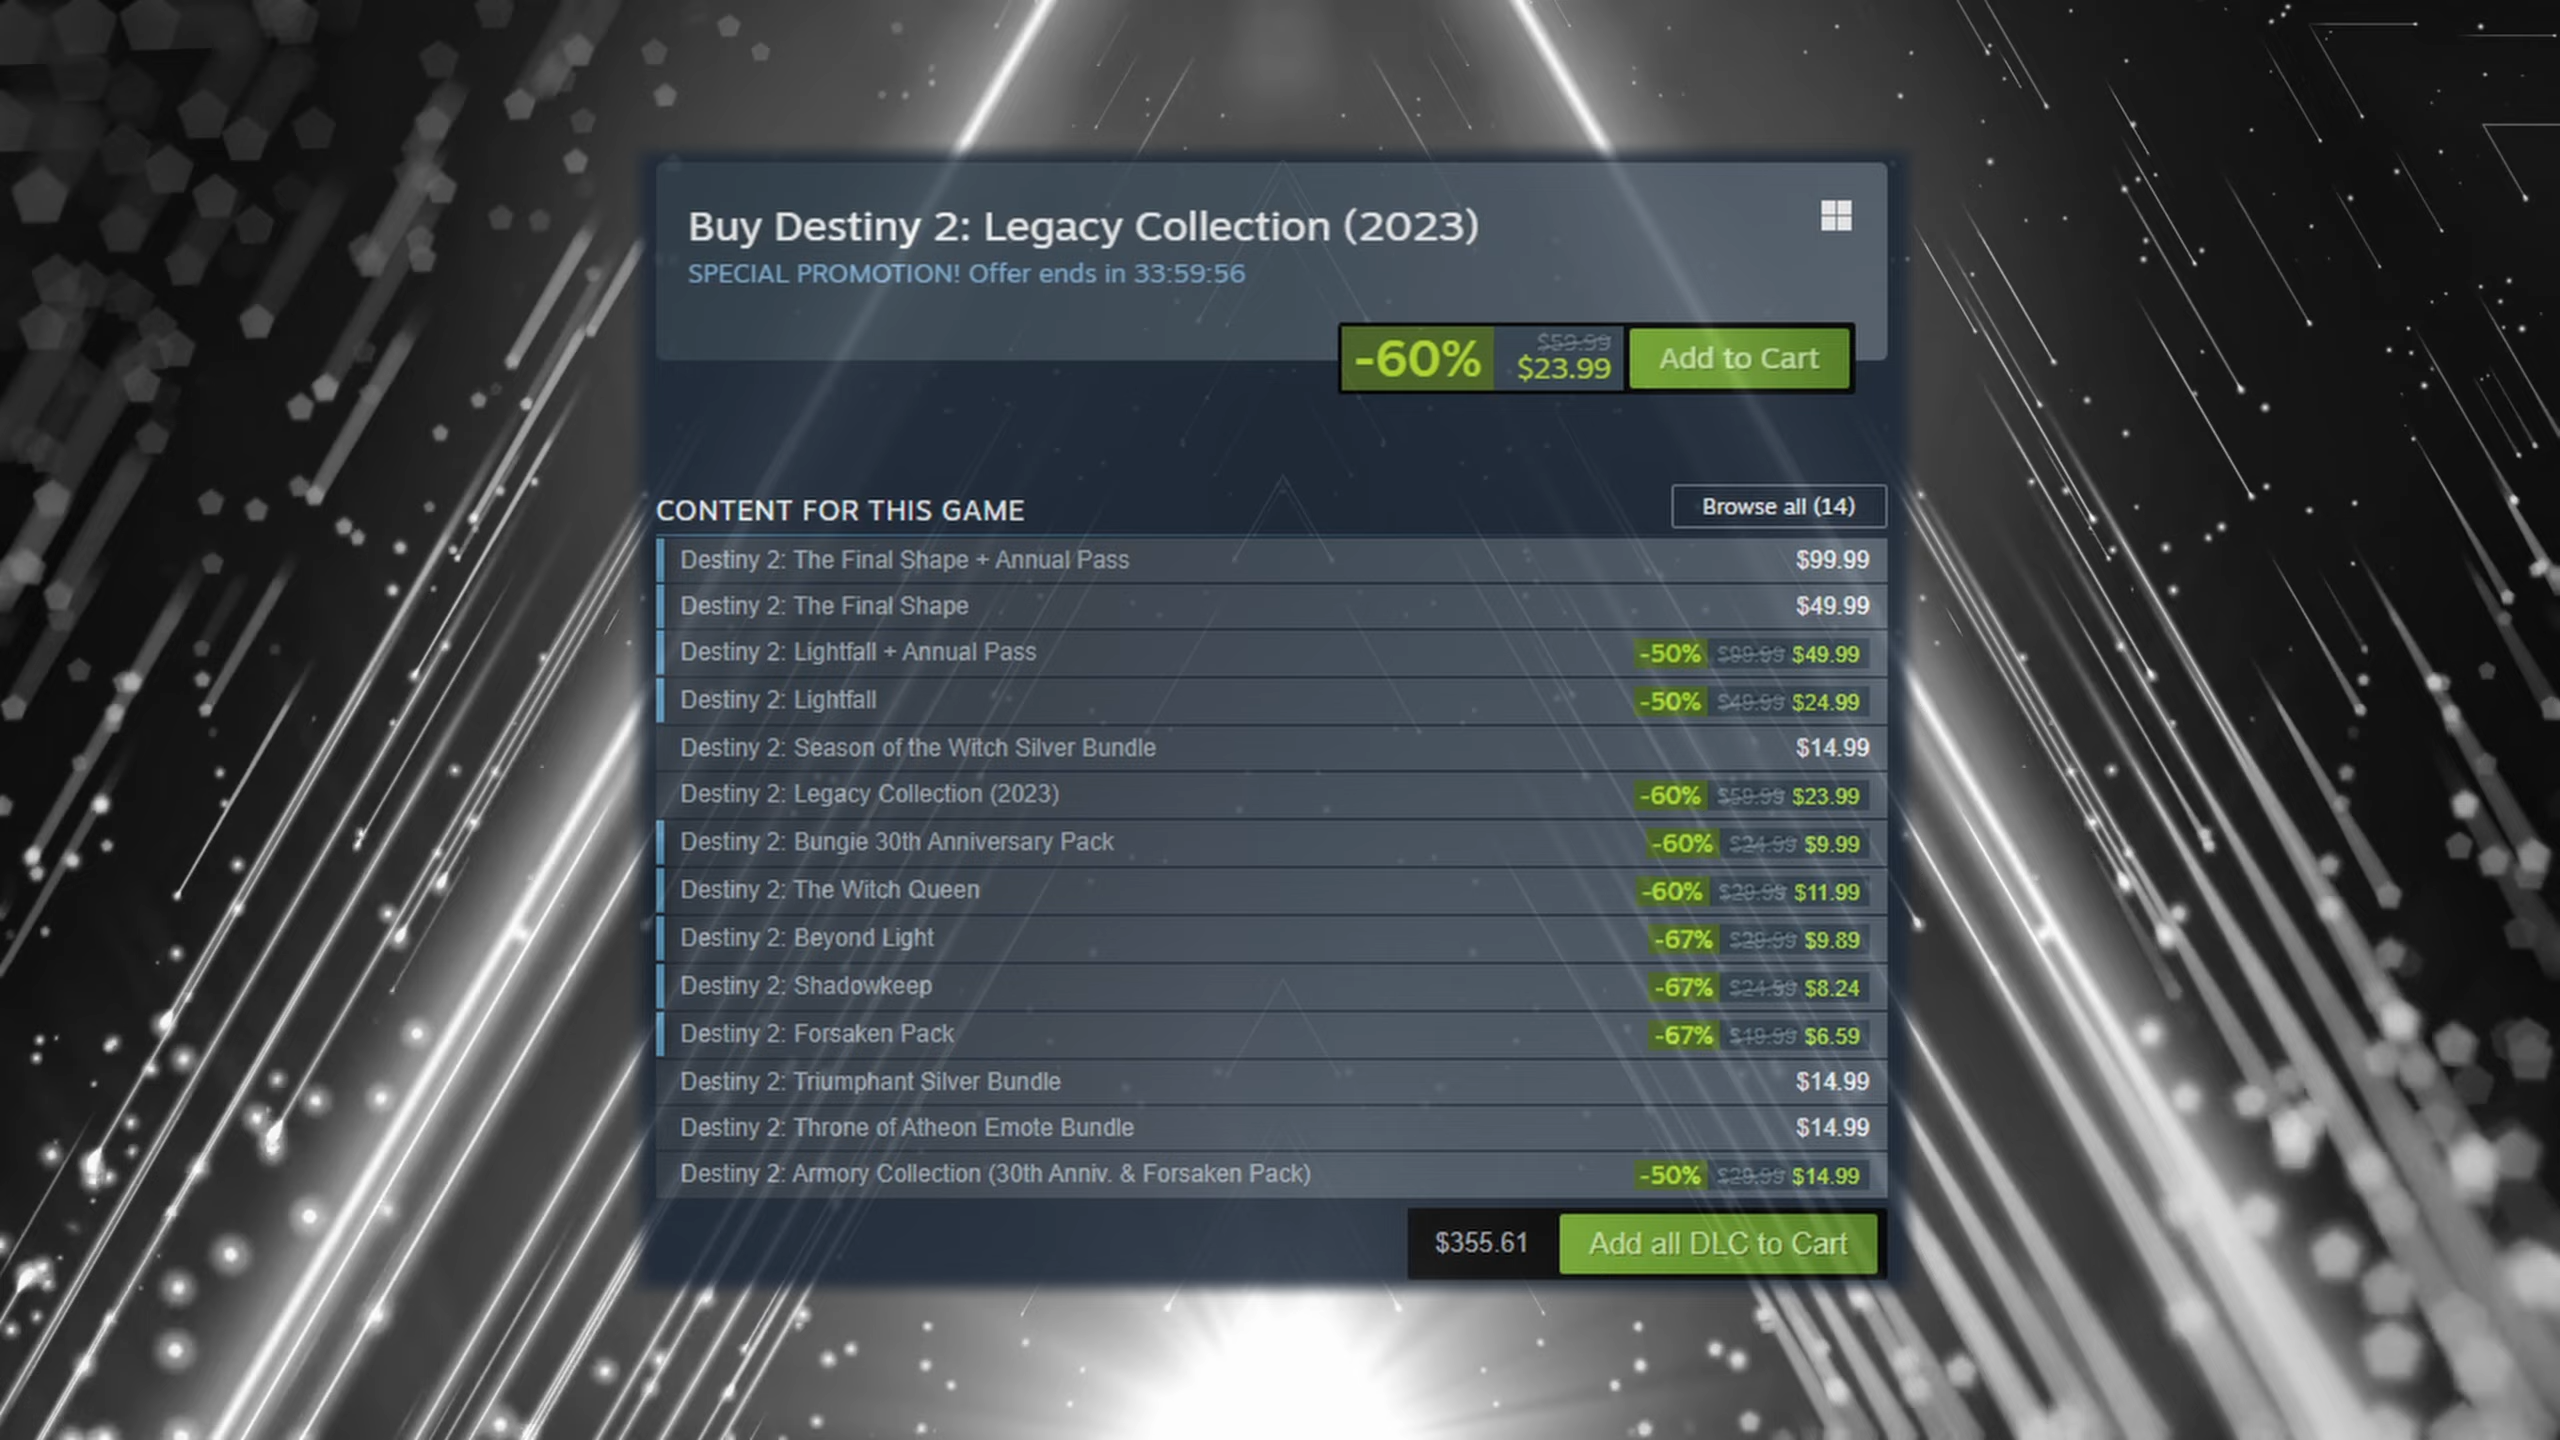 Buy Destiny 2: Legacy Collection (2023)
SPECIAL PROMOTION! Offer ends in 33:59:56
-60% $59.99 $23.99 Add to Cart
CONTENT FOR THIS GAME Browse all (14)
Destiny 2: The Final Shape + Annual Pass $99.99
Destiny 2: The Final Shape $49.99
Destiny 2: Lightfall + Annual Pass -50% $99.99 $49.99
Destiny 2: Lightfall -50% $49.99 $24.99
Destiny 2: Season of the Witch Silver Bundle $14.99
Destiny 2: Legacy Collection (2023) -60% $59.99 $23.99
Destiny 2: Bungie 30th Anniversary Pack -60% $24.99 $9.99
Destiny 2: The Witch Queen -60% $29.99 $11.99
Destiny 2: Beyond Light -67% $29.99 $9.89
Destiny 2: Shadowkeep -67% $24.99 $8.24
Destiny 2: Forsaken Pack -67% $19.99 $6.59
Destiny 2: Triumphant Silver Bundle $14.99
Destiny 2: Throne of Atheon Emote Bundle $14.99
Destiny 2: Armory Collection (30th Anniv. & Forsaken Pack) -50% $29.99 $14.99
$355.61 Add all DLC to Cart